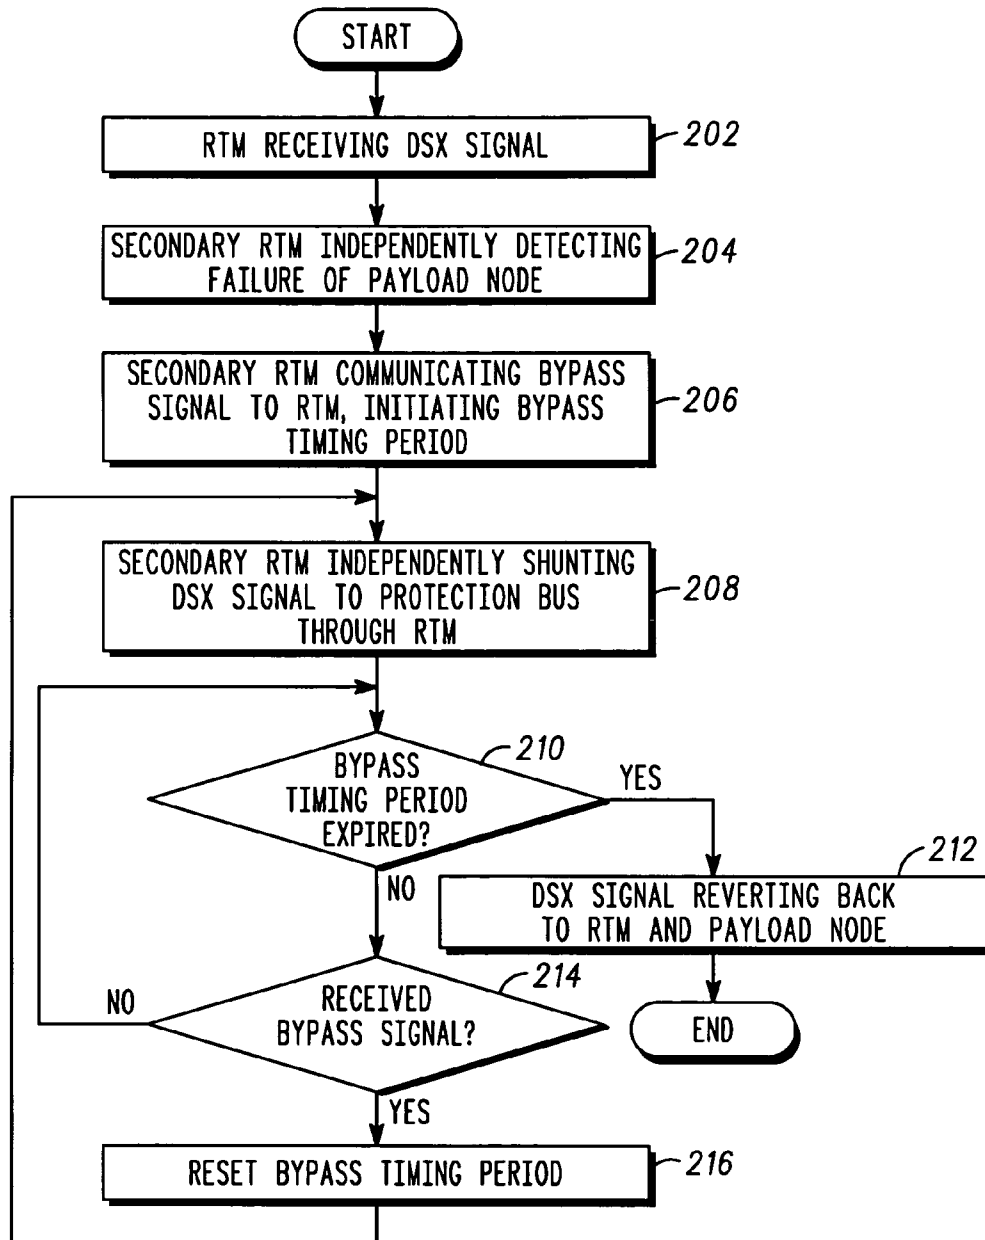 START
RTM RECEIVING DSX SIGNAL
202
SECONDARY RTM INDEPENDENTLY DETECTING
FAILURE OF PAYLOAD NODE
204
SECONDARY RTM COMMUNICATING BYPASS
SIGNAL TO RTM, INITIATING BYPASS
TIMING PERIOD
206
SECONDARY RTM INDEPENDENTLY SHUNTING
DSX SIGNAL TO PROTECTION BUS
THROUGH RTM
208
BYPASS
TIMING PERIOD
EXPIRED?
210
YES
NO
DSX SIGNAL REVERTING BACK
TO RTM AND PAYLOAD NODE
212
RECEIVED
BYPASS SIGNAL?
214
NO
END
YES
RESET BYPASS TIMING PERIOD
216